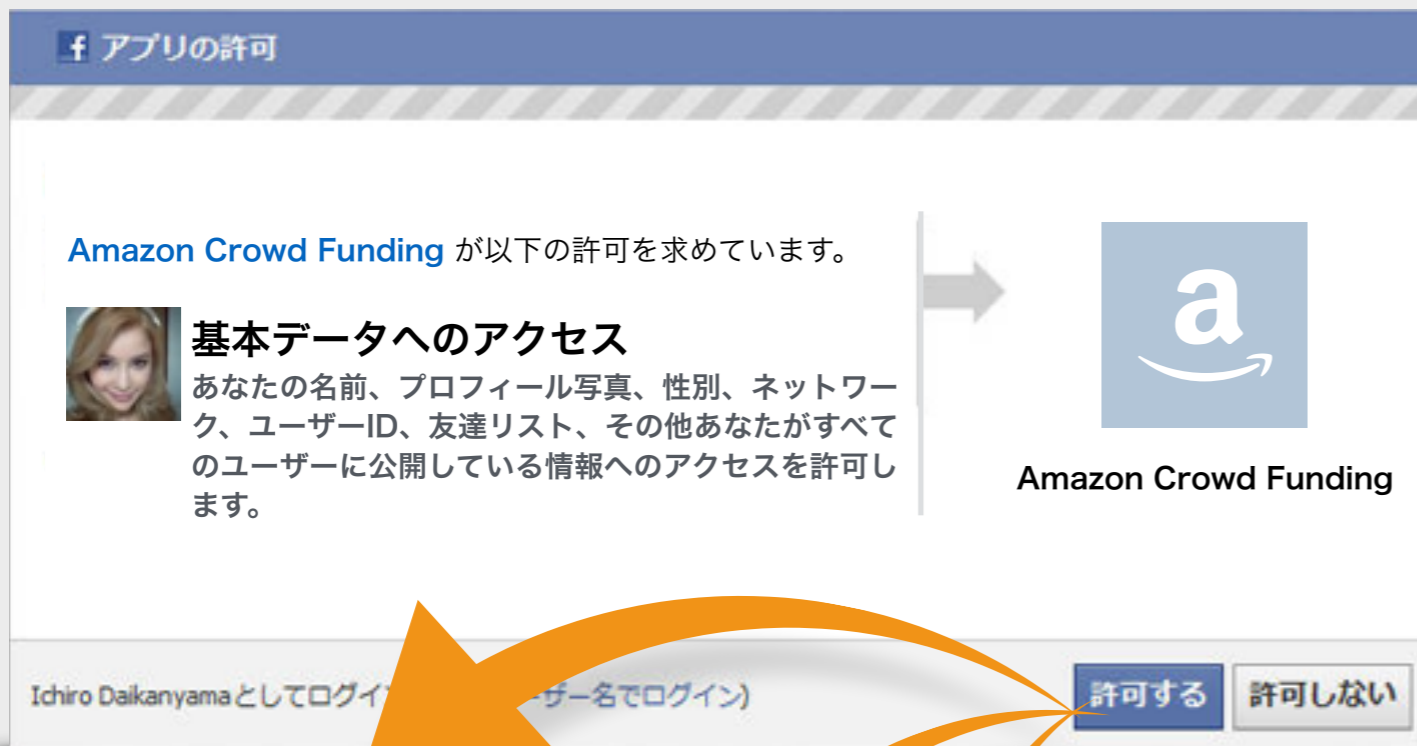 アプリの許可
Amazon Crowd Funding が以下の許可を求めています。
基本データへのアクセス
あなたの名前、プロフィール写真、性別、ネットワー
ク、ユーザーID、友達リスト、その他あなたがすべて
のユーザーに公開している情報へのアクセスを許可し
ます。
a
Amazon Crowd Funding
Ichiro Daikanyamaとしてログイ ーザー名でログイン)
許可する 許可しない